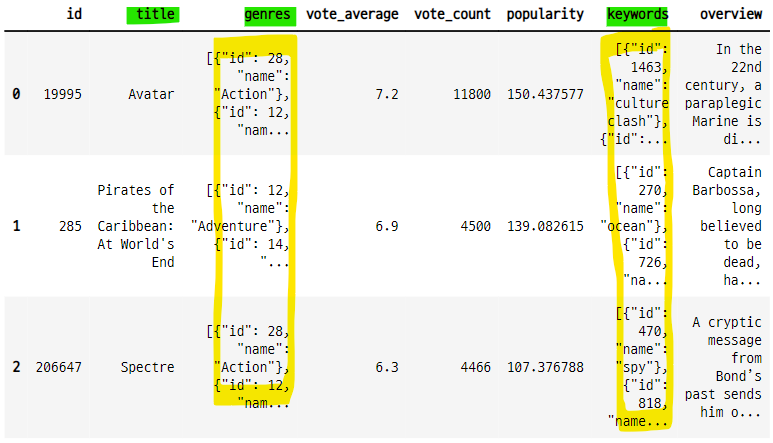 id title genres vote_average vote_count popularity keywords overview
0 19995 Avatar [{"id": 28, "name": "Action"}, {"id": 12, "nam... 7.2 11800 150.437577 [{"id": 1463, "name": "culture clash"}, {"id":... In the 22nd century, a paraplegic Marine is di...
1 285 Pirates of the Caribbean: At World's End [{"id": 12, "name": "Adventure"}, {"id": 14, "... 6.9 4500 139.082615 [{"id": 270, "name": "ocean"}, {"id": 726, "na... Captain Barbossa, long believed to be dead, ha...
2 206647 Spectre [{"id": 28, "name": "Action"}, {"id": 12, "nam... 6.3 4466 107.376788 [{"id": 470, "name": "spy"}, {"id": 818, "name... A cryptic message from Bond’s past sends him o...